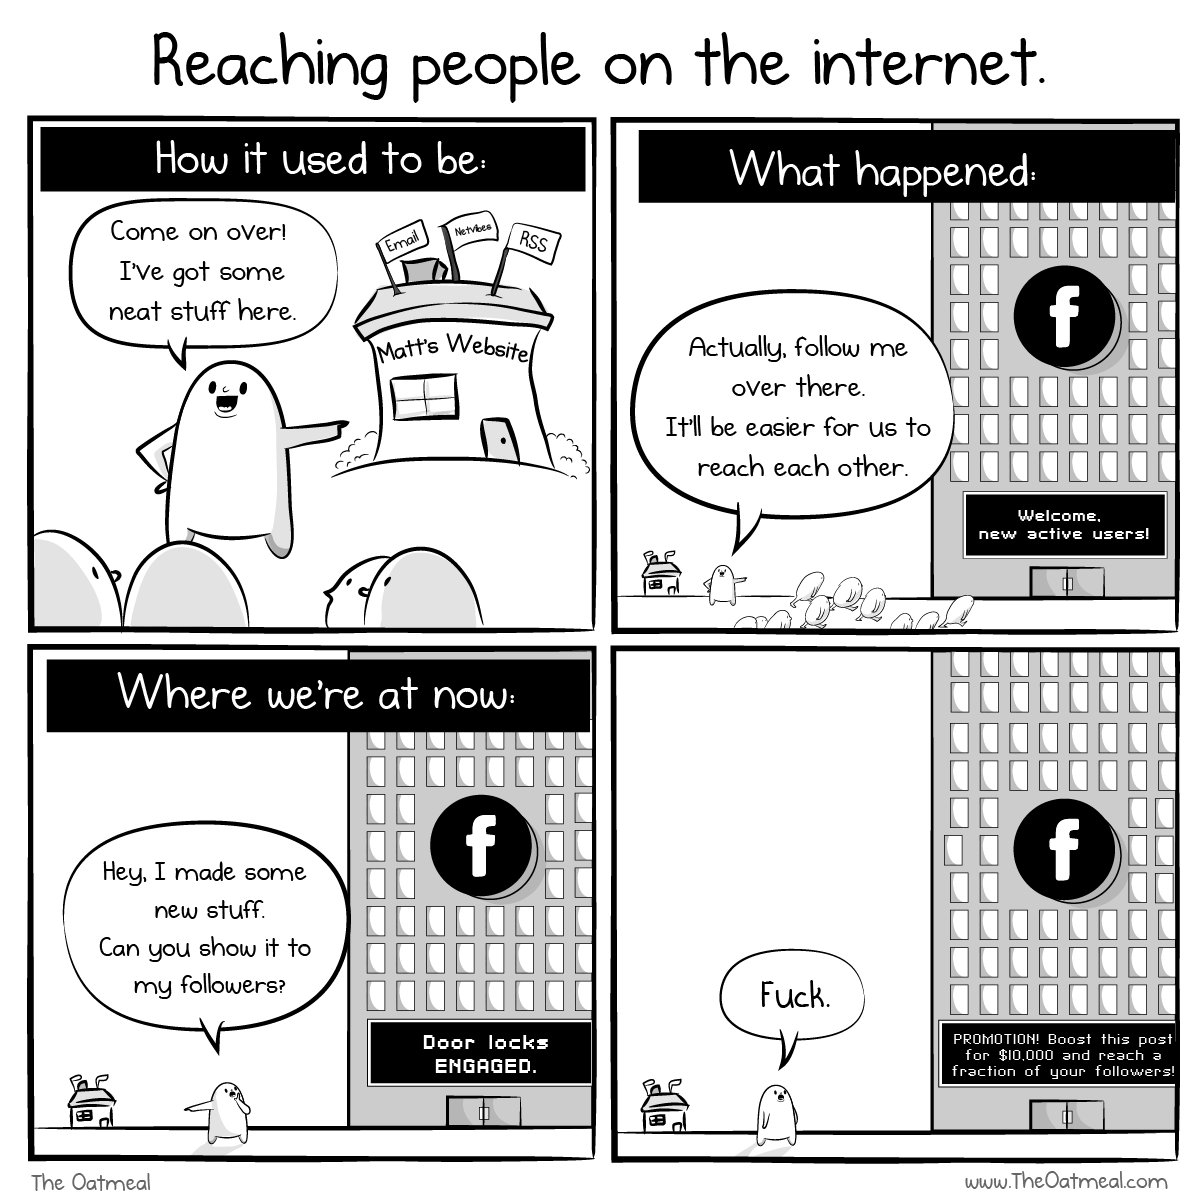 Reaching people on the internet.
How it used to be:
Come on over!
I've got some
neat stuff here.
Email
Netvibes
RSS
Matt's Website
What happened:
Actually, follow me
over there.
It'll be easier for us to
reach each other.
f
Welcome,
new active users!
Where we're at now:
Hey, I made some
new stuff.
Can you show it to
my followers?
f
Door locks
ENGAGED.
f
Fuck.
PROMOTION! Boost this post
for $10,000 and reach a
fraction of your followers!
The Oatmeal
www.TheOatmeal.com